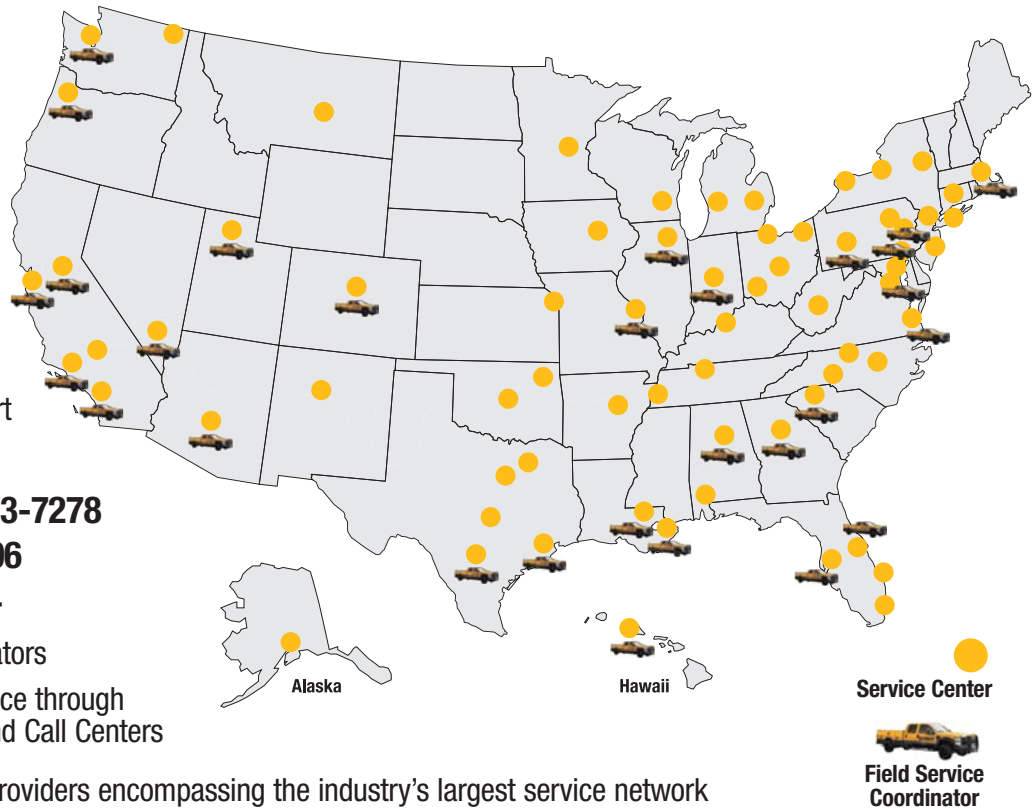 rt
3-7278
ators
ce through
nd Call Centers
roviders encompassing the industry’s largest service network
Alaska
Hawaii
Service Center
Field Service
Coordinator